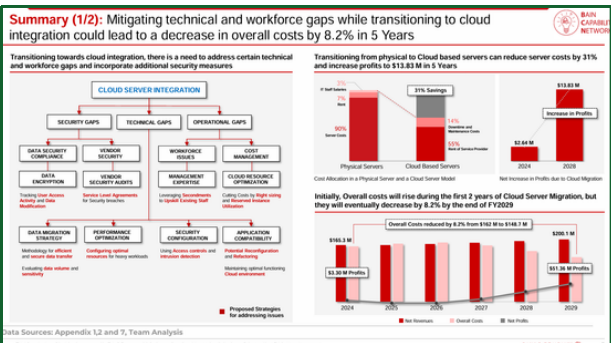 Summary (1/2): Mitigating technical and workforce gaps while transitioning to cloud
integration could lead to a decrease in overall costs by 8.2% in 5 Years
BAIN
CAPABILITY
NETWORK
Transitioning towards cloud integration, there is a need to address certain technical
and workforce gaps and incorporate additional security measures
CLOUD SERVER INTEGRATION
SECURITY GAPS
TECHNICAL GAPS
OPERATIONAL GAPS
DATA SECURITY
COMPLIANCE
VENDOR
SECURITY
WORKFORCE
ISSUES
COST
MANAGEMENT
DATA
ENCRYPTION
VENDOR
SECURITY AUDITS
MANAGEMENT
EXPERTISE
CLOUD RESOURCE
OPTIMIZATION
Tracking User Access
Activity and Data
Modification
Service Level Agreements
for Security breaches
Leveraging Secondments
to Upskill Existing Staff
Cutting Costs by Right sizing
and Reserved Instance
Utilization
DATA MIGRATION
STRATEGY
PERFORMANCE
OPTIMIZATION
SECURITY
CONFIGURATION
APPLICATION
COMPATIBILITY
Methodology for efficient
and secure data transfer
Evaluating data volume and
sensitivity
Configuring optimal
resources for heavy workloads
Using Access controls and
intrusion detection
Potential Reconfiguration
and Refactoring
Maintaining optimal functioning
Cloud environment
Proposed Strategies
for addressing issues
Transitioning from physical to Cloud based servers can reduce server costs by 31%
and increase profits to $13.83 M in 5 Years
3%
IT Staff Salaries
7%
Rent
90%
Server Costs
31% Savings
14%
Downtime and
Maintenance Costs
55%
Rent of Service Provider
Physical Servers
Cloud Based Servers
Cost Allocation in a Physical Server and a Cloud Server Model
$13.83 M
Increase in Profits
$2.64 M
2024
2028
Net Increase in Profits due to Cloud Migration
Initially, Overall costs will rise during the first 2 years of Cloud Server Migration, but
they will eventually decrease by 8.2% by the end of FY2029
Overall Costs reduced by 8.2% from $162 M to $148.7 M
$165.3 M
$200.1 M
$3.30 M Profits
$51.36 M Profits
2024
2025
2026
2027
2028
2029
Net Revenues
Overall Costs
Net Profits
Data Sources: Appendix 1,2 and 7, Team Analysis